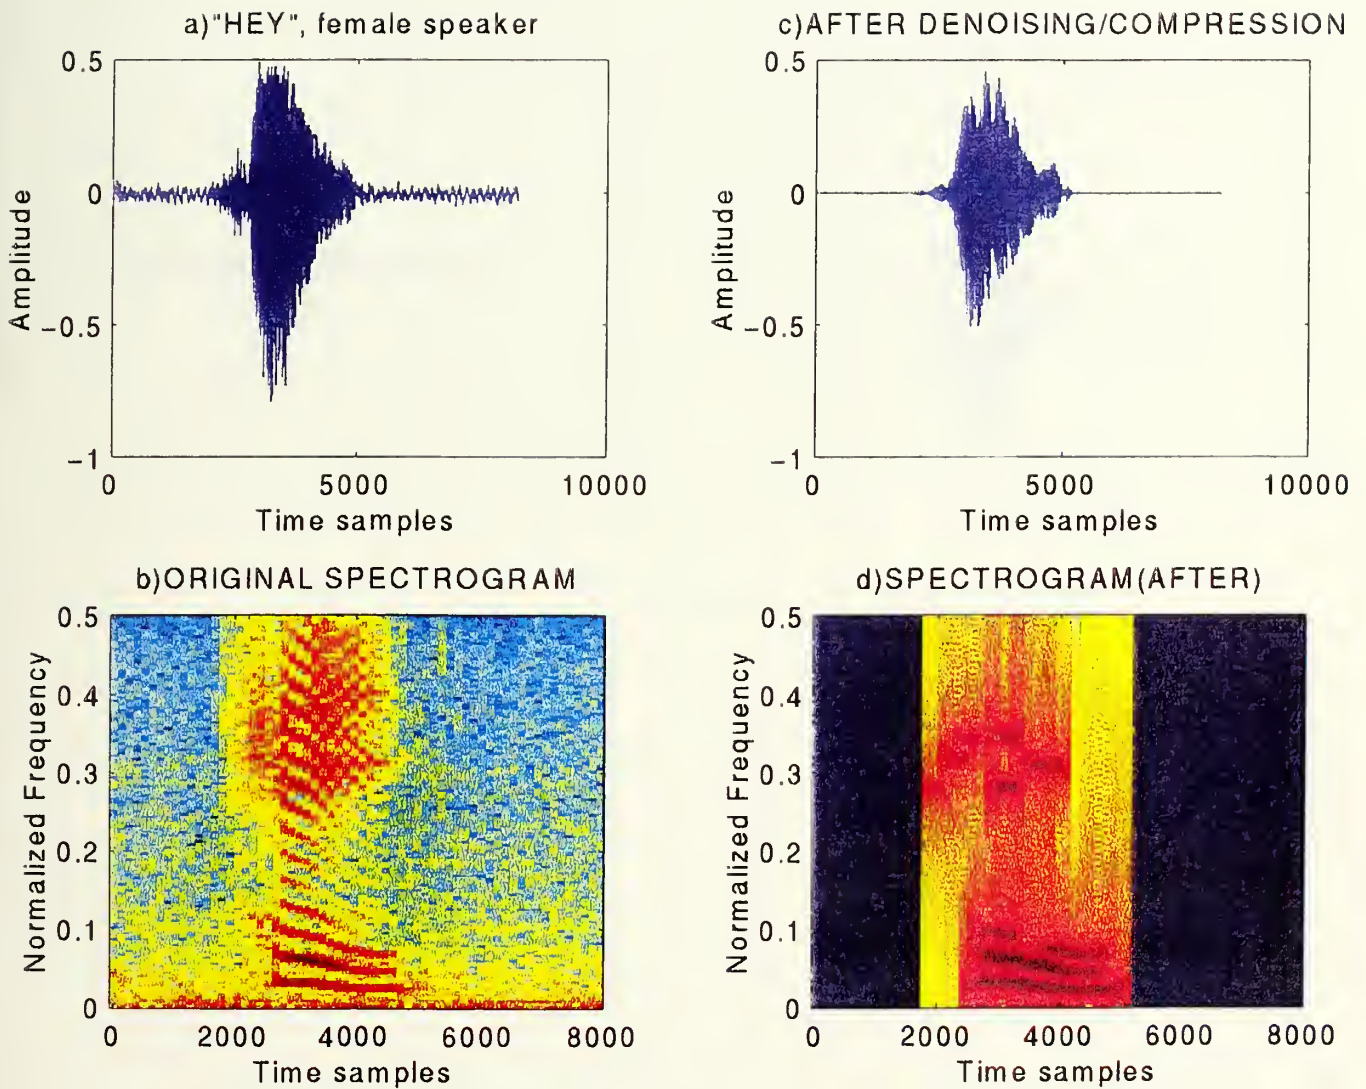 a)"HEY", female speaker
0.5
0
−0.5
−1
Amplitude
0 5000 10000
Time samples
c)AFTER DENOISING/COMPRESSION
0.5
0
−0.5
−1
Amplitude
0 5000 10000
Time samples
b)ORIGINAL SPECTROGRAM
0.5
0.4
0.3
0.2
0.1
0
Normalized Frequency
0 2000 4000 6000 8000
Time samples
d)SPECTROGRAM(AFTER)
0.5
0.4
0.3
0.2
0.1
0
Normalized Frequency
0 2000 4000 6000 8000
Time samples